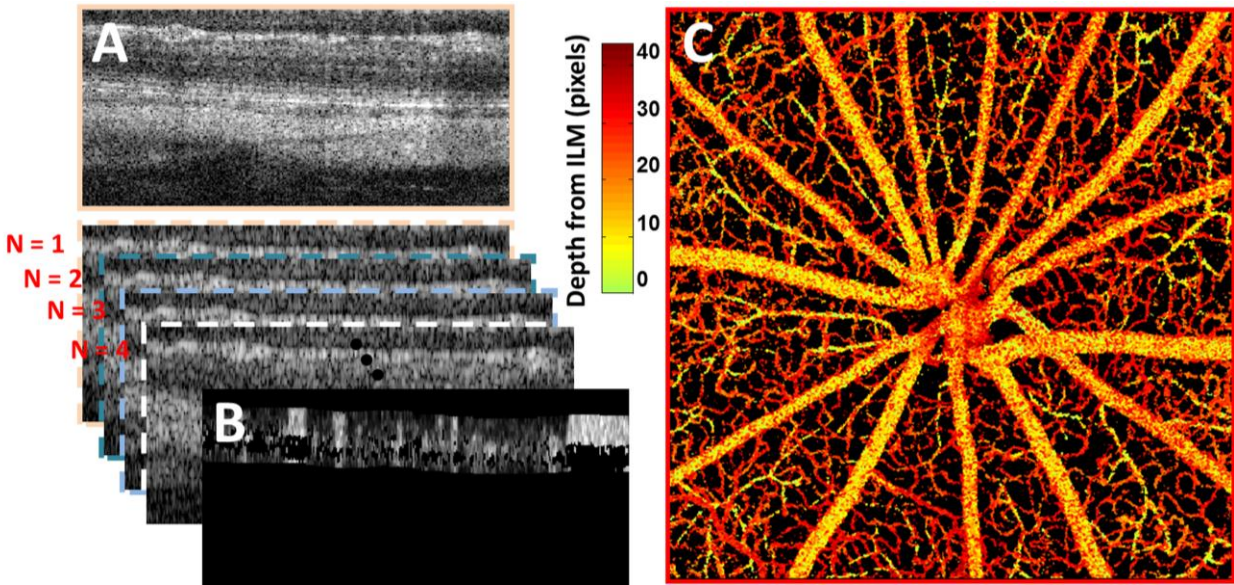 A
N = 1
N = 2
N = 3
N = 4
B
Depth from ILM (pixels)
40
30
20
10
0
C